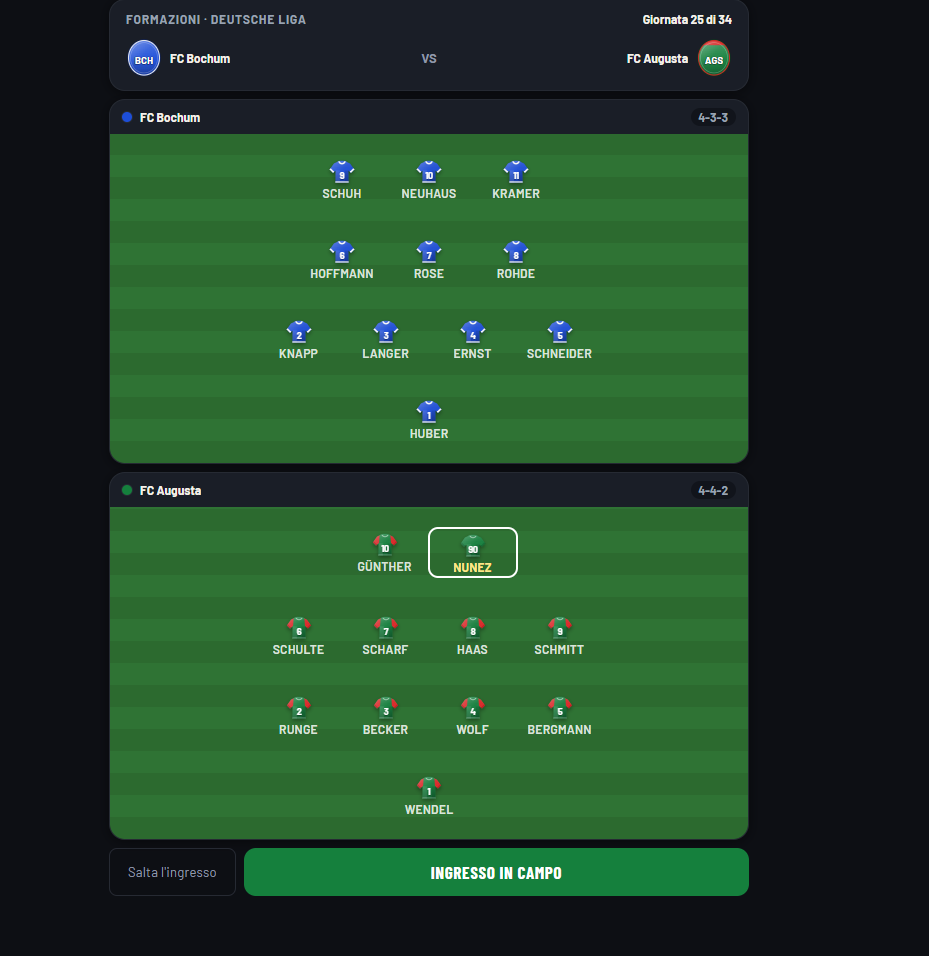 FORMAZIONI · DEUTSCHE LIGA
Giornata 25 di 34
BCH FC Bochum VS FC Augusta AGS
FC Bochum 4-3-3
9 10 11
SCHUH NEUHAUS KRAMER
6 7 8
HOFFMANN ROSE ROHDE
2 3 4 5
KNAPP LANGER ERNST SCHNEIDER
1
HUBER
FC Augusta 4-4-2
10 90
GÜNTHER NUNEZ
6 7 8 9
SCHULTE SCHARF HAAS SCHMITT
2 3 4 5
RUNGE BECKER WOLF BERGMANN
1
WENDEL
Salta l'ingresso INGRESSO IN CAMPO